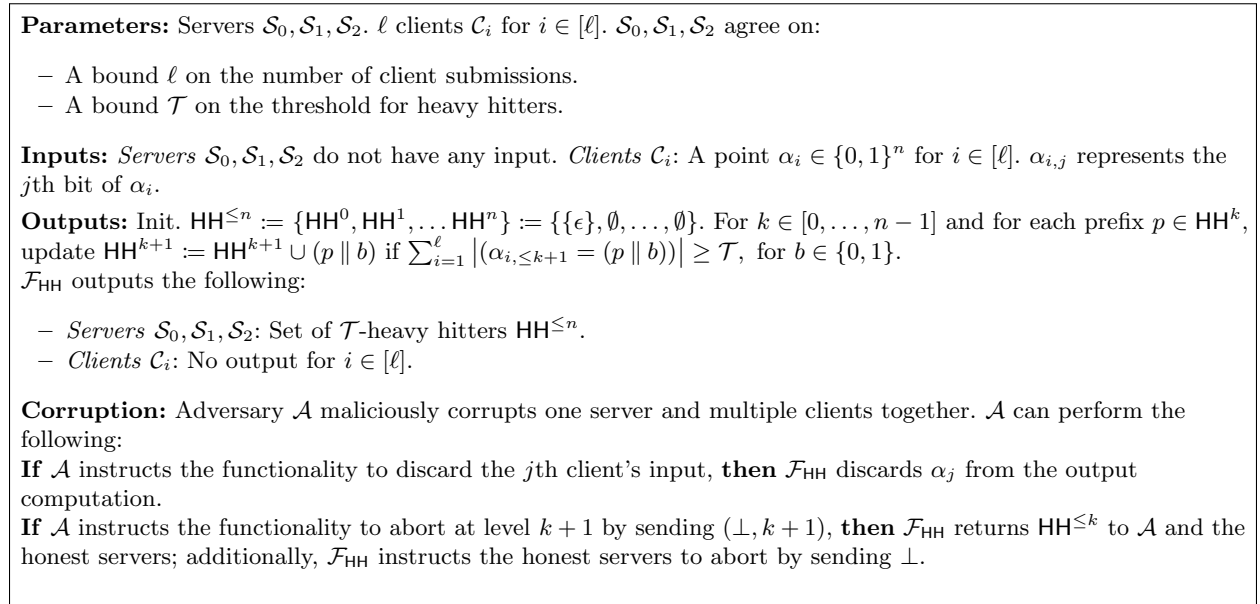 Parameters: Servers 𝒮₀, 𝒮₁, 𝒮₂. ℓ clients 𝒞ᵢ for i ∈ [ℓ]. 𝒮₀, 𝒮₁, 𝒮₂ agree on:
– A bound ℓ on the number of client submissions.
– A bound 𝒯 on the threshold for heavy hitters.
Inputs: Servers 𝒮₀, 𝒮₁, 𝒮₂ do not have any input. Clients 𝒞ᵢ: A point αᵢ ∈ {0, 1}ⁿ for i ∈ [ℓ]. α_{i,j} represents the
jth bit of αᵢ.
Outputs: Init. HH^{≤n} := {HH⁰, HH¹, . . . HHⁿ} := {{ϵ}, ∅, . . . , ∅}. For k ∈ [0, . . . , n − 1] and for each prefix p ∈ HHᵏ,
update HH^{k+1} := HH^{k+1} ∪ (p ∥ b) if ∑_{i=1}^{ℓ} |(α_{i,≤k+1} = (p ∥ b))| ≥ 𝒯, for b ∈ {0, 1}.
ℱ_HH outputs the following:
– Servers 𝒮₀, 𝒮₁, 𝒮₂: Set of 𝒯-heavy hitters HH^{≤n}.
– Clients 𝒞ᵢ: No output for i ∈ [ℓ].
Corruption: Adversary 𝒜 maliciously corrupts one server and multiple clients together. 𝒜 can perform the
following:
If 𝒜 instructs the functionality to discard the jth client's input, then ℱ_HH discards αⱼ from the output
computation.
If 𝒜 instructs the functionality to abort at level k + 1 by sending (⊥, k + 1), then ℱ_HH returns HH^{≤k} to 𝒜 and the
honest servers; additionally, ℱ_HH instructs the honest servers to abort by sending ⊥.